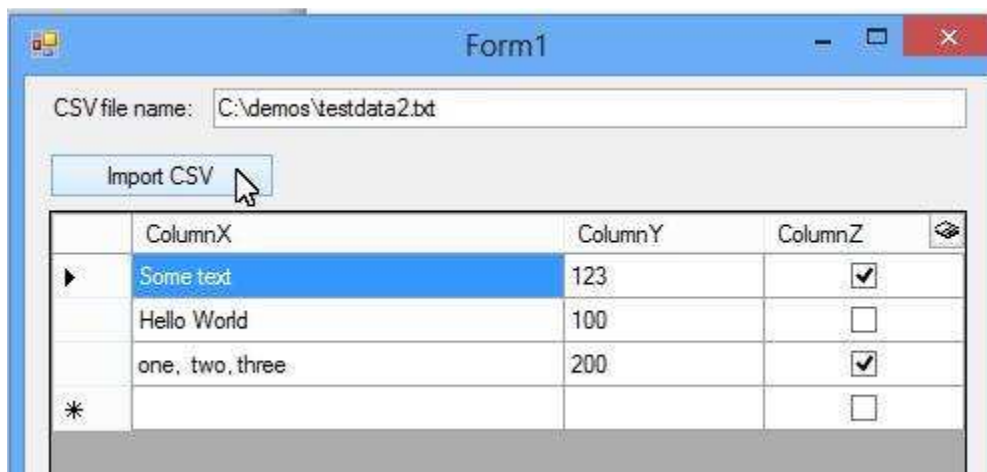 Form1
CSV file name: C:\demos\testdata2.txt
Import CSV
ColumnX ColumnY ColumnZ
Some text 123
Hello World 100
one, two, three 200